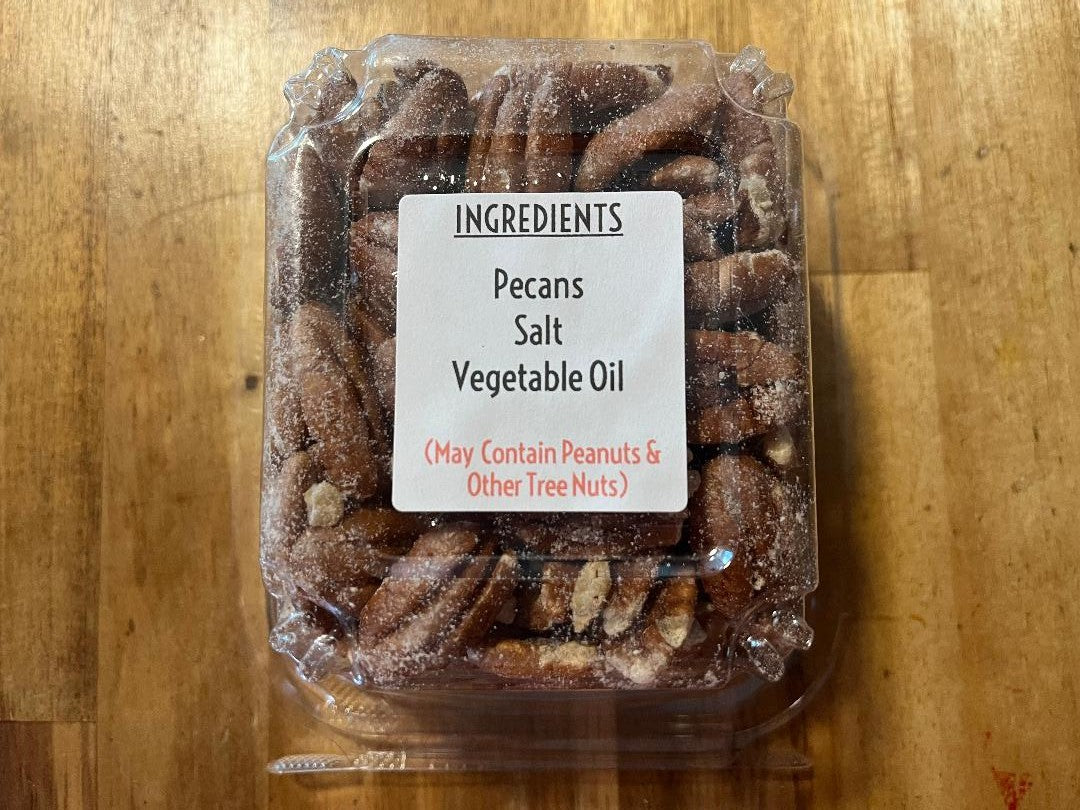 INGREDIENTS
Pecans
Salt
Vegetable Oil
(May Contain Peanuts &
Other Tree Nuts)